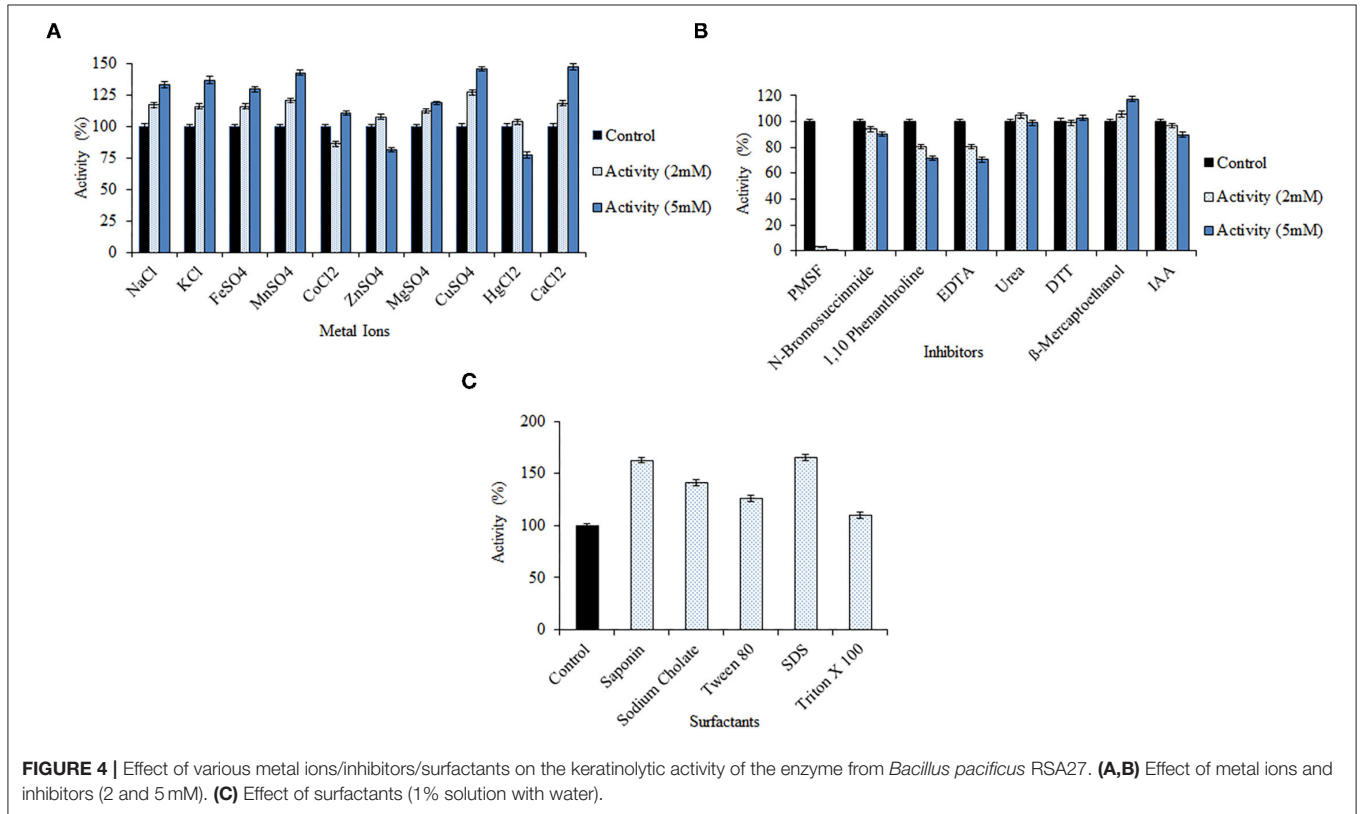 A
150
125
100
75
50
25
0
Activity (%)
NaCl
KCl
FeSO4
MnSO4
CoCl2
ZnSO4
MgSO4
CuSO4
HgCl2
CaCl2
Metal Ions
Control
Activity (2mM)
Activity (5mM)
B
120
100
80
60
40
20
0
Activity (%)
PMSF
N-Bromosuccinmide
1,10 Phenanthroline
EDTA
Urea
DTT
ß-Mercaptoethanol
IAA
Inhibitors
Control
Activity (2mM)
Activity (5mM)
C
200
150
100
50
0
Activity (%)
Control
Saponin
Sodium Cholate
Tween 80
SDS
Triton X 100
Surfactants
FIGURE 4 | Effect of various metal ions/inhibitors/surfactants on the keratinolytic activity of the enzyme from Bacillus pacificus RSA27. (A,B) Effect of metal ions and
inhibitors (2 and 5 mM). (C) Effect of surfactants (1% solution with water).